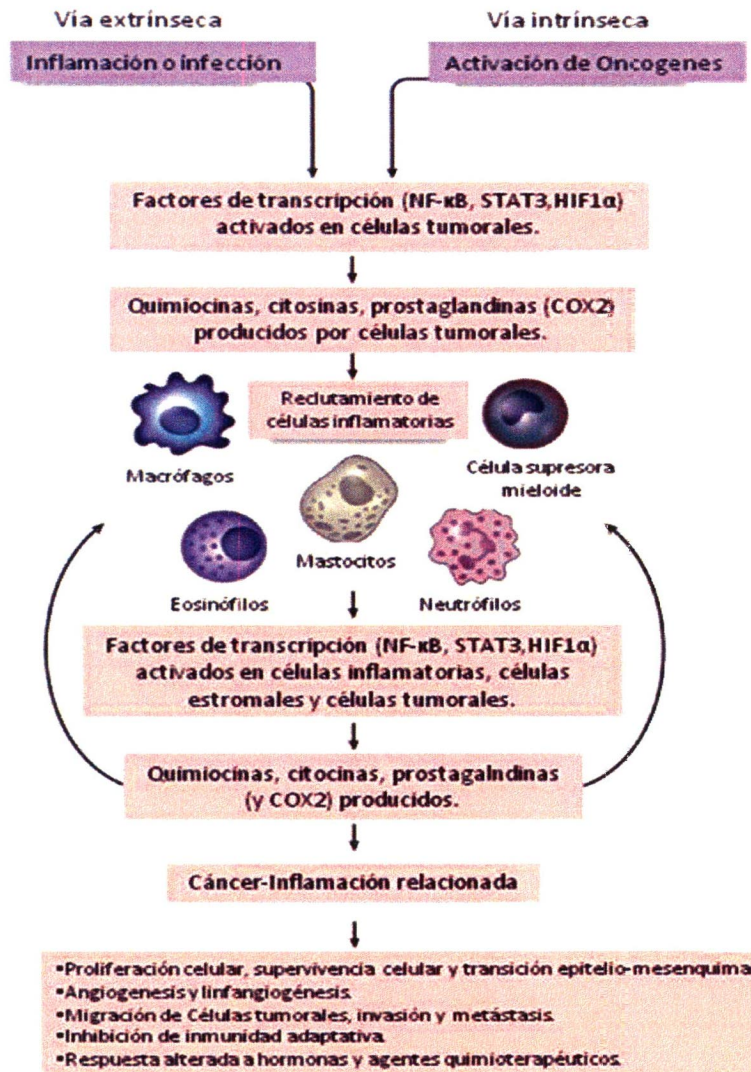 Vía extrínseca
Vía intrínseca
Inflamación o infección
Activación de Oncogenes
Factores de transcripción (NF-κB, STAT3,HIF1α)
activados en células tumorales.
Quimiocinas, citosinas, prostaglandinas (COX2)
producidos por células tumorales.
Reclutamiento de
células inflamatorias
Macrófagos
Célula supresora
mieloide
Mastocitos
Eosinófilos
Neutrófilos
Factores de transcripción (NF-κB, STAT3,HIF1α)
activados en células inflamatorias, células
estromales y células tumorales.
Quimiocinas, citocinas, prostagalndinas
(y COX2) producidos.
Cáncer-Inflamación relacionada
▪Proliferación celular, supervivencia celular y transición epitelio-mesenquima
▪Angiogenesis y linfangiogénesis.
▪Migración de Células tumorales, invasión y metástasis.
▪Inhibición de inmunidad adaptativa.
▪Respuesta alterada a hormonas y agentes quimioterapéuticos.